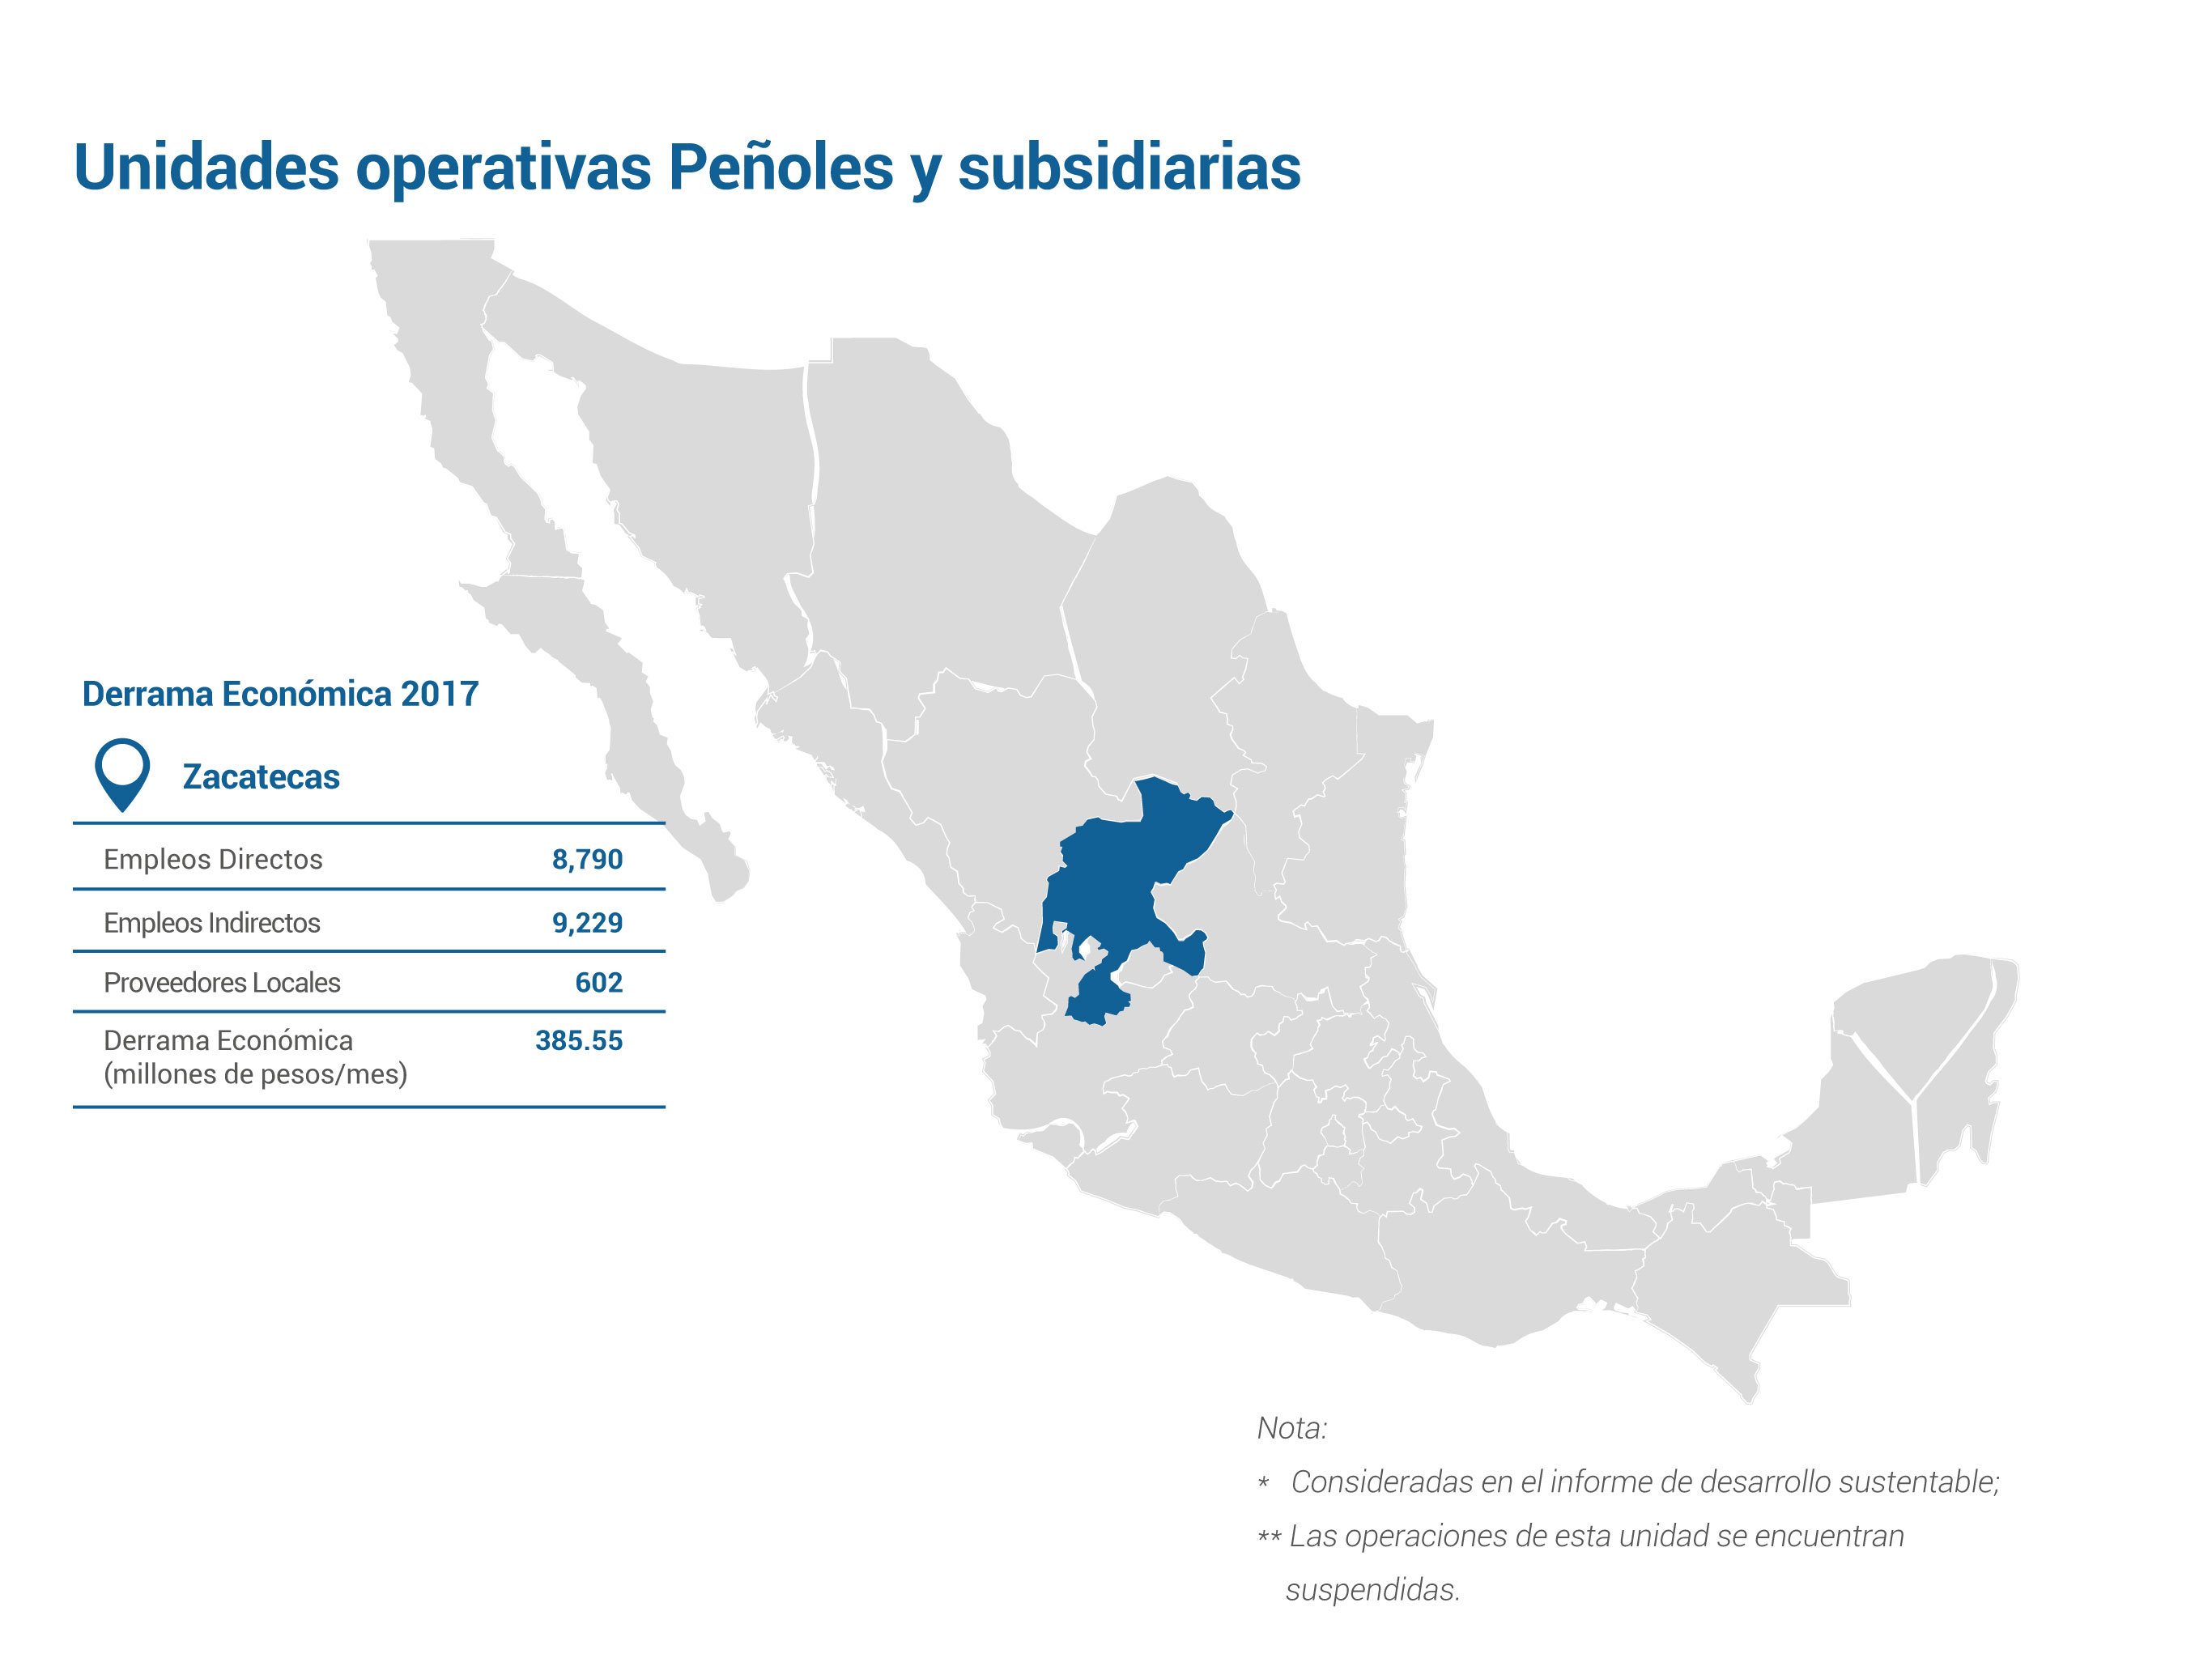 Unidades operativas Peñoles y subsidiarias
Derrama Económica 2017
Zacatecas
Empleos Directos 8,790
Empleos Indirectos 9,229
Proveedores Locales 602
Derrama Económica 385.55
(millones de pesos/mes)
Nota:
* Consideradas en el informe de desarrollo sustentable;
** Las operaciones de esta unidad se encuentran
suspendidas.